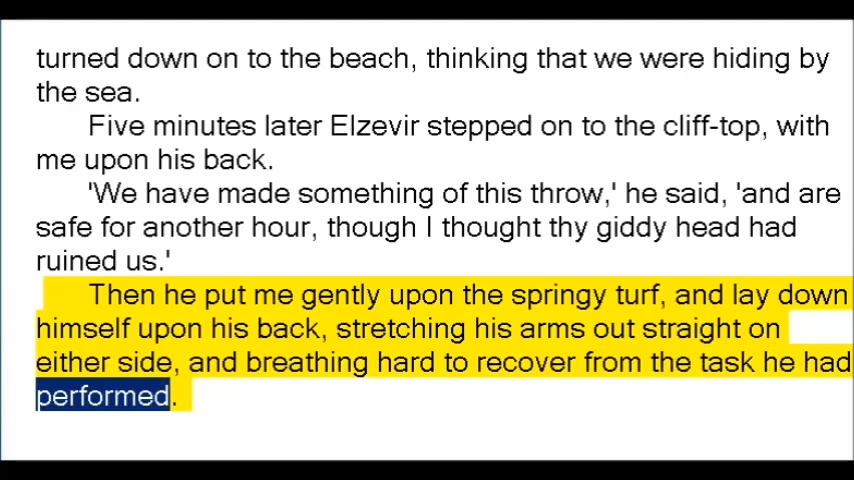 turned down on to the beach, thinking that we were hiding by
the sea.
Five minutes later Elzevir stepped on to the cliff-top, with
me upon his back.
'We have made something of this throw,' he said, 'and are
safe for another hour, though I thought thy giddy head had
ruined us.'
Then he put me gently upon the springy turf, and lay down
himself upon his back, stretching his arms out straight on
either side, and breathing hard to recover from the task he had
performed.